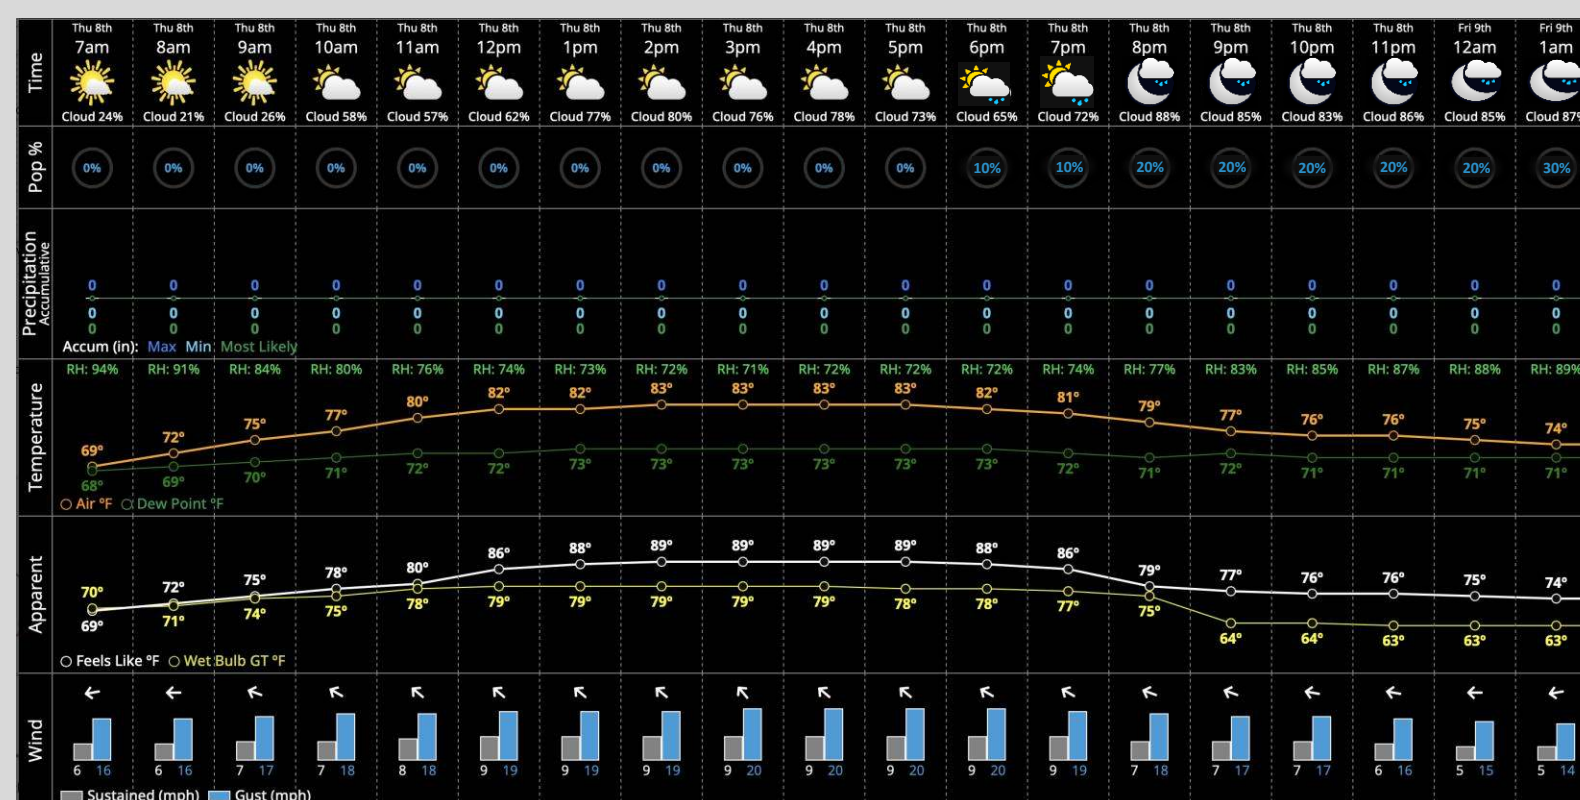 Thu 8th Thu 8th Thu 8th Thu 8th Thu 8th Thu 8th Thu 8th Thu 8th Thu 8th Thu 8th Thu 8th Thu 8th Thu 8th Thu 8th Thu 8th Thu 8th Thu 8th Fri 9th Fri 9th
7am 8am 9am 10am 11am 12pm 1pm 2pm 3pm 4pm 5pm 6pm 7pm 8pm 9pm 10pm 11pm 12am 1am
Time
Cloud 24% Cloud 21% Cloud 26% Cloud 58% Cloud 57% Cloud 62% Cloud 77% Cloud 80% Cloud 76% Cloud 78% Cloud 73% Cloud 65% Cloud 72% Cloud 88% Cloud 85% Cloud 83% Cloud 86% Cloud 85% Cloud 87%
Pop %
0% 0% 0% 0% 0% 0% 0% 0% 0% 0% 0% 10% 10% 20% 20% 20% 20% 20% 30%
Precipitation
Accumulative
0 0 0 0 0 0 0 0 0 0 0 0 0 0 0 0 0 0 0
0 0 0 0 0 0 0 0 0 0 0 0 0 0 0 0 0 0 0
0 0 0 0 0 0 0 0 0 0 0 0 0 0 0 0 0 0 0
Accum (in): Max Min Most Likely
Temperature
RH: 94% RH: 91% RH: 84% RH: 80% RH: 76% RH: 74% RH: 73% RH: 72% RH: 71% RH: 72% RH: 72% RH: 72% RH: 74% RH: 77% RH: 83% RH: 85% RH: 87% RH: 88% RH: 89%
69° 72° 75° 77° 80° 82° 82° 83° 83° 83° 83° 82° 81° 79° 77° 76° 76° 75° 74°
68° 69° 70° 71° 72° 72° 73° 73° 73° 73° 73° 73° 72° 71° 72° 71° 71° 71° 71°
Air °F Dew Point °F
Apparent
70° 72° 75° 78° 80° 86° 88° 89° 89° 89° 89° 88° 86° 79° 77° 76° 76° 75° 74°
69° 71° 74° 75° 78° 79° 79° 79° 79° 79° 78° 78° 77° 75° 64° 64° 63° 63° 63°
Feels Like °F Wet Bulb GT °F
Wind
6 16 6 16 7 17 7 18 8 18 9 19 9 19 9 19 9 20 9 20 9 20 9 20 9 19 7 18 7 17 7 17 6 16 5 15 5 14
Sustained (mph) Gust (mph)